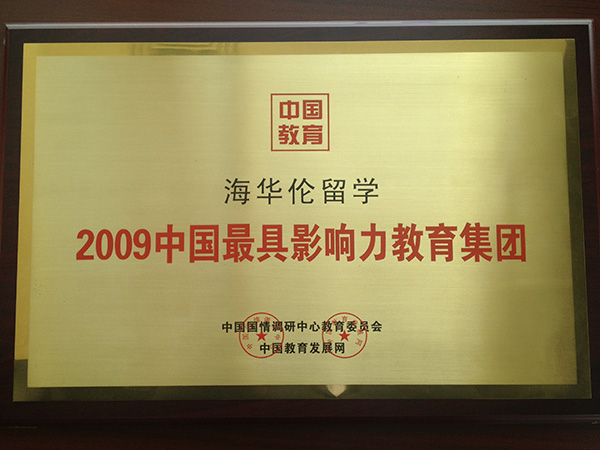 中国
教育
海华伦留学
2009中国最具影响力教育集团
中国国情调研中心教育委员会
中国教育发展网